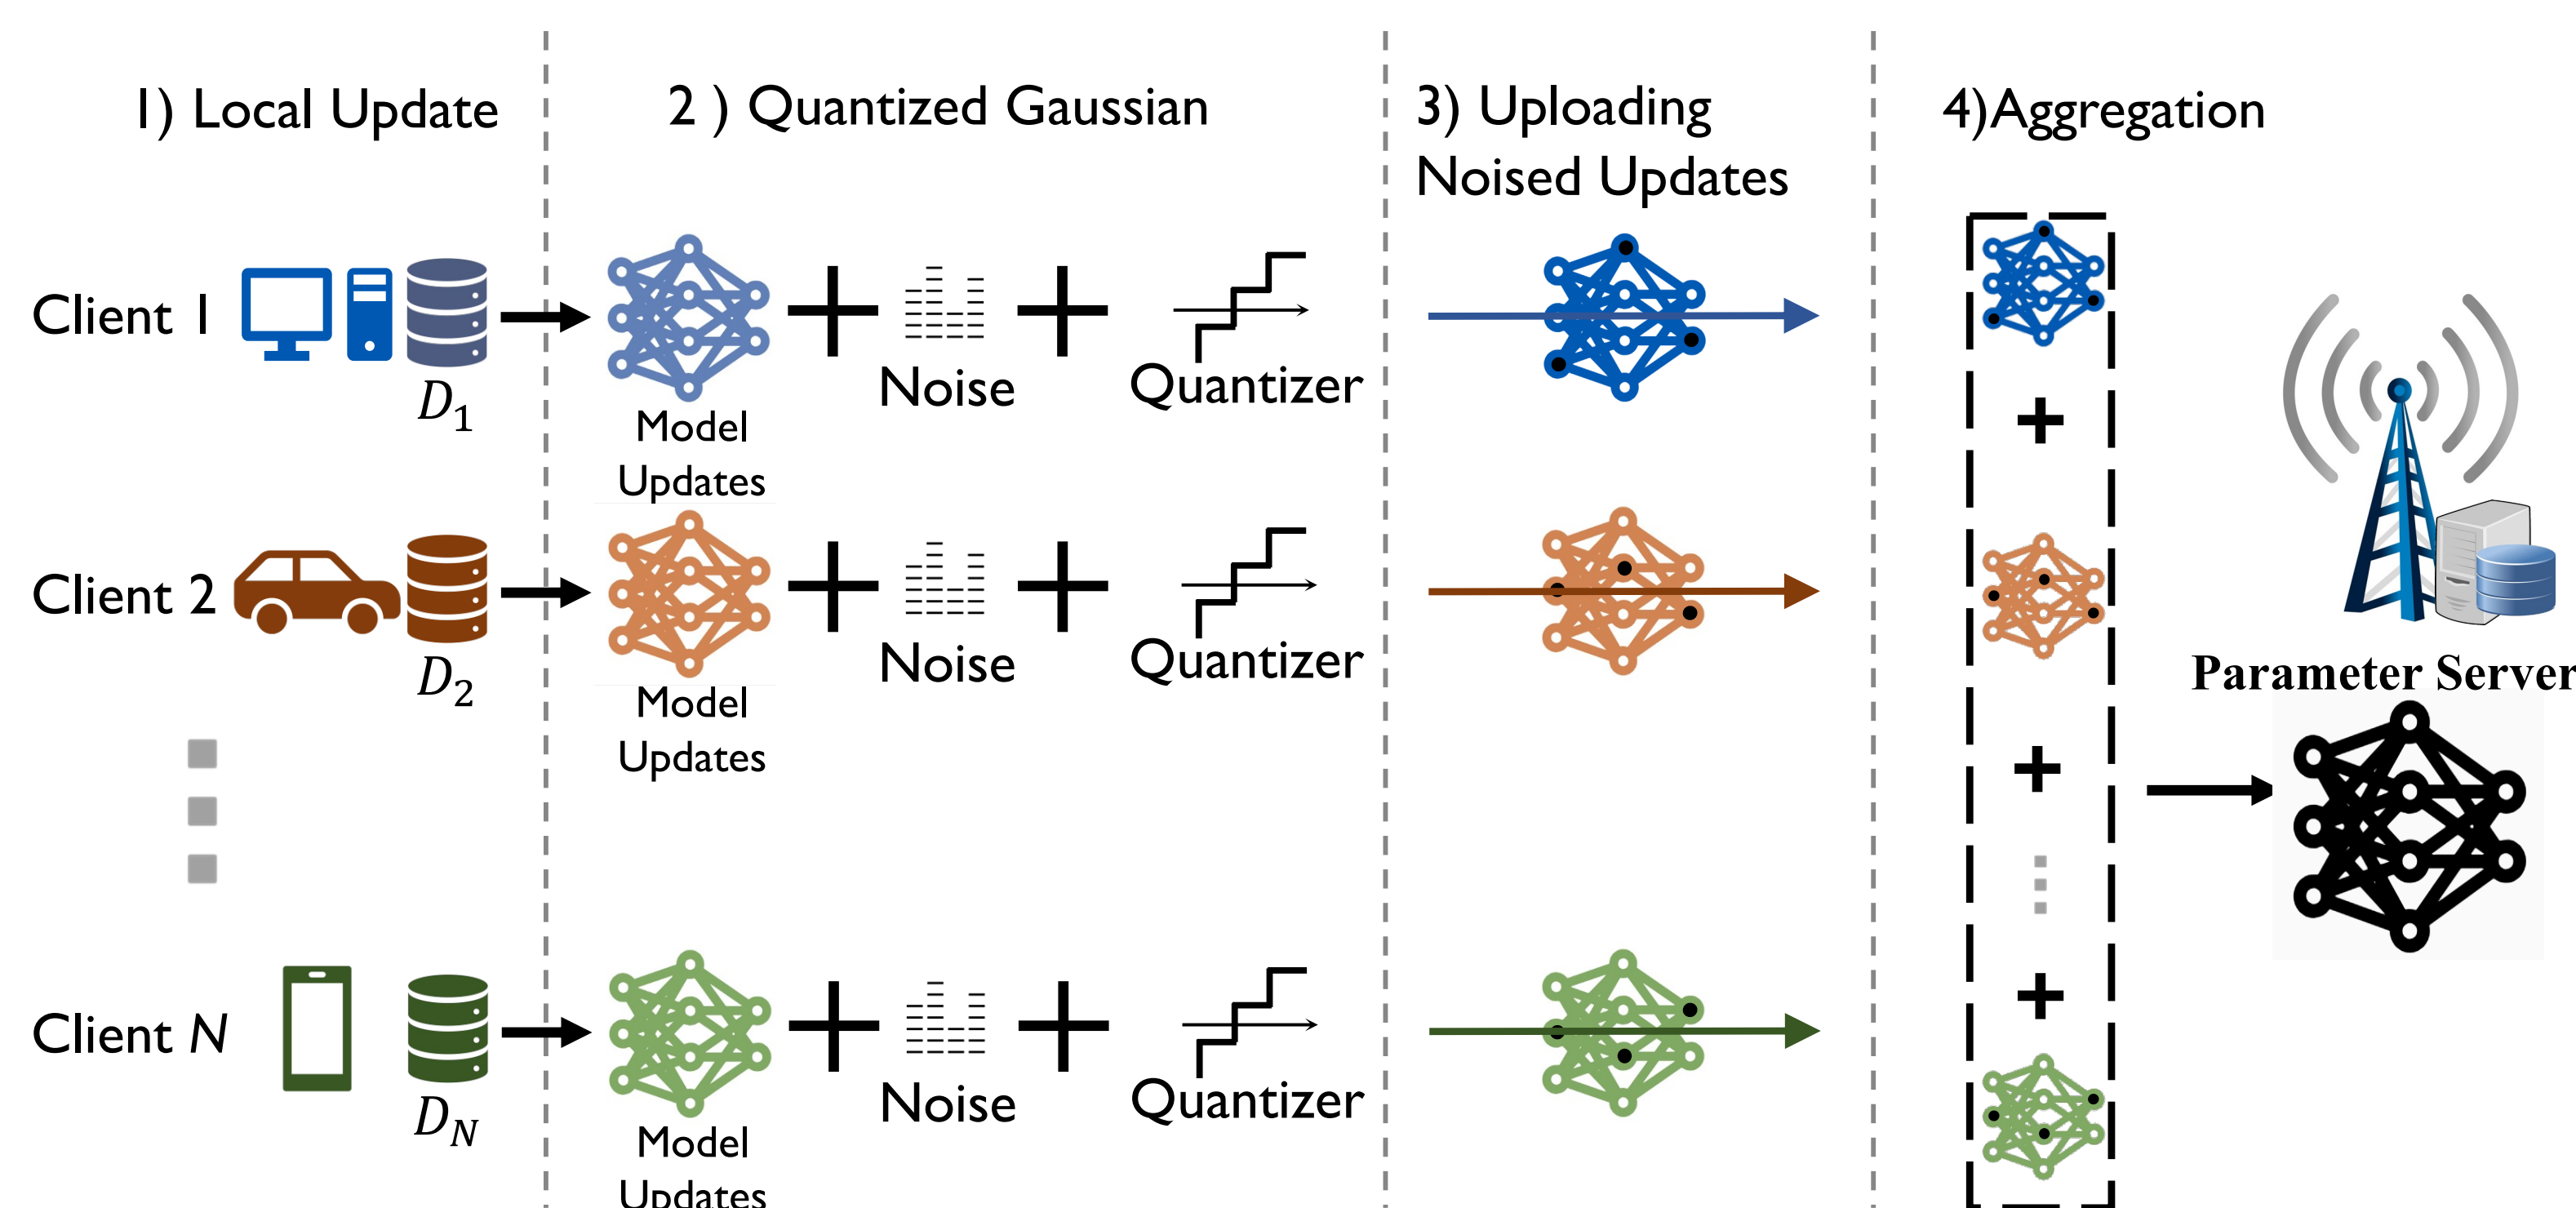 1) Local Update
2 ) Quantized Gaussian
3) Uploading
Noised Updates
4)Aggregation
Client 1
D₁
Model
Updates
+
Noise
+
Quantizer
+
Client 2
D₂
Model
Updates
+
Noise
+
Quantizer
Parameter Server
+
Client N
D_N
Model
Updates
+
Noise
+
Quantizer
+